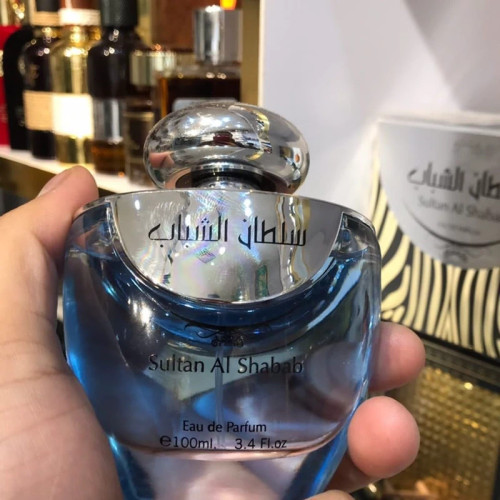 سلطان الشباب
Sultan Al Shabab
Eau de Parfum
℮100ml, 3.4 Fl.oz
سلطان الشباب
Sultan Al Shabab